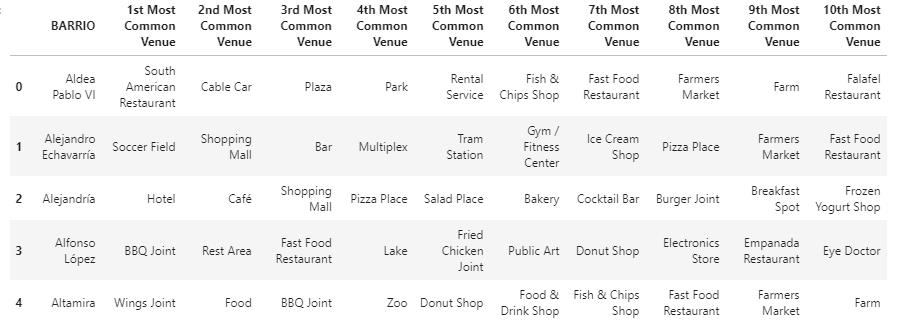 BARRIO 1st Most Common Venue 2nd Most Common Venue 3rd Most Common Venue 4th Most Common Venue 5th Most Common Venue 6th Most Common Venue 7th Most Common Venue 8th Most Common Venue 9th Most Common Venue 10th Most Common Venue
0 Aldea Pablo VI South American Restaurant Cable Car Plaza Park Rental Service Fish & Chips Shop Fast Food Restaurant Farmers Market Farm Falafel Restaurant
1 Alejandro Echavarría Soccer Field Shopping Mall Bar Multiplex Tram Station Gym / Fitness Center Ice Cream Shop Pizza Place Farmers Market Fast Food Restaurant
2 Alejandría Hotel Café Shopping Mall Pizza Place Salad Place Bakery Cocktail Bar Burger Joint Breakfast Spot Frozen Yogurt Shop
3 Alfonso López BBQ Joint Rest Area Fast Food Restaurant Lake Fried Chicken Joint Public Art Donut Shop Electronics Store Empanada Restaurant Eye Doctor
4 Altamira Wings Joint Food BBQ Joint Zoo Donut Shop Food & Drink Shop Fish & Chips Shop Fast Food Restaurant Farmers Market Farm